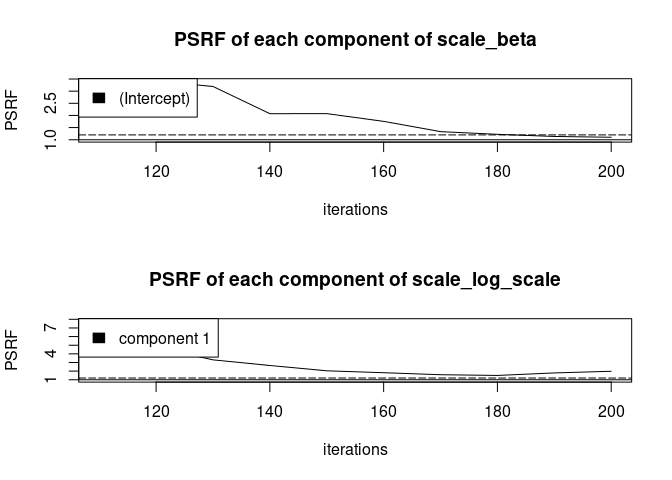 PSRF of each component of scale_beta
PSRF
2.5
1.0
(Intercept)
120 140 160 180 200
iterations
PSRF of each component of scale_log_scale
PSRF
7
4
1
component 1
120 140 160 180 200
iterations